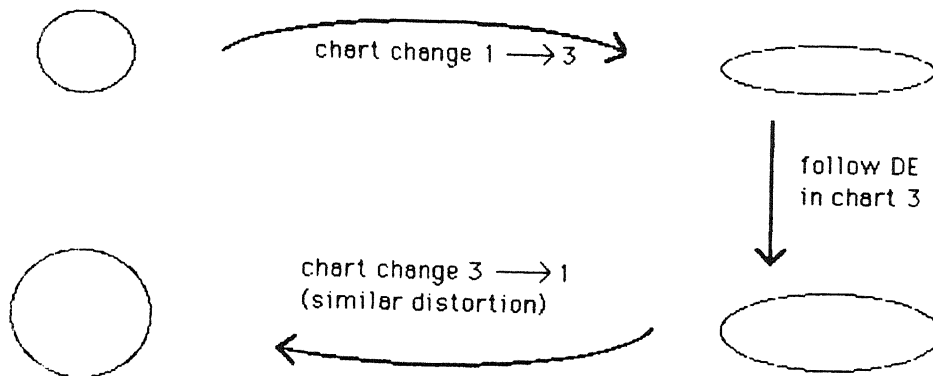 chart change 1 ⟶ 3
follow DE
in chart 3
chart change 3 ⟶ 1
(similar distortion)